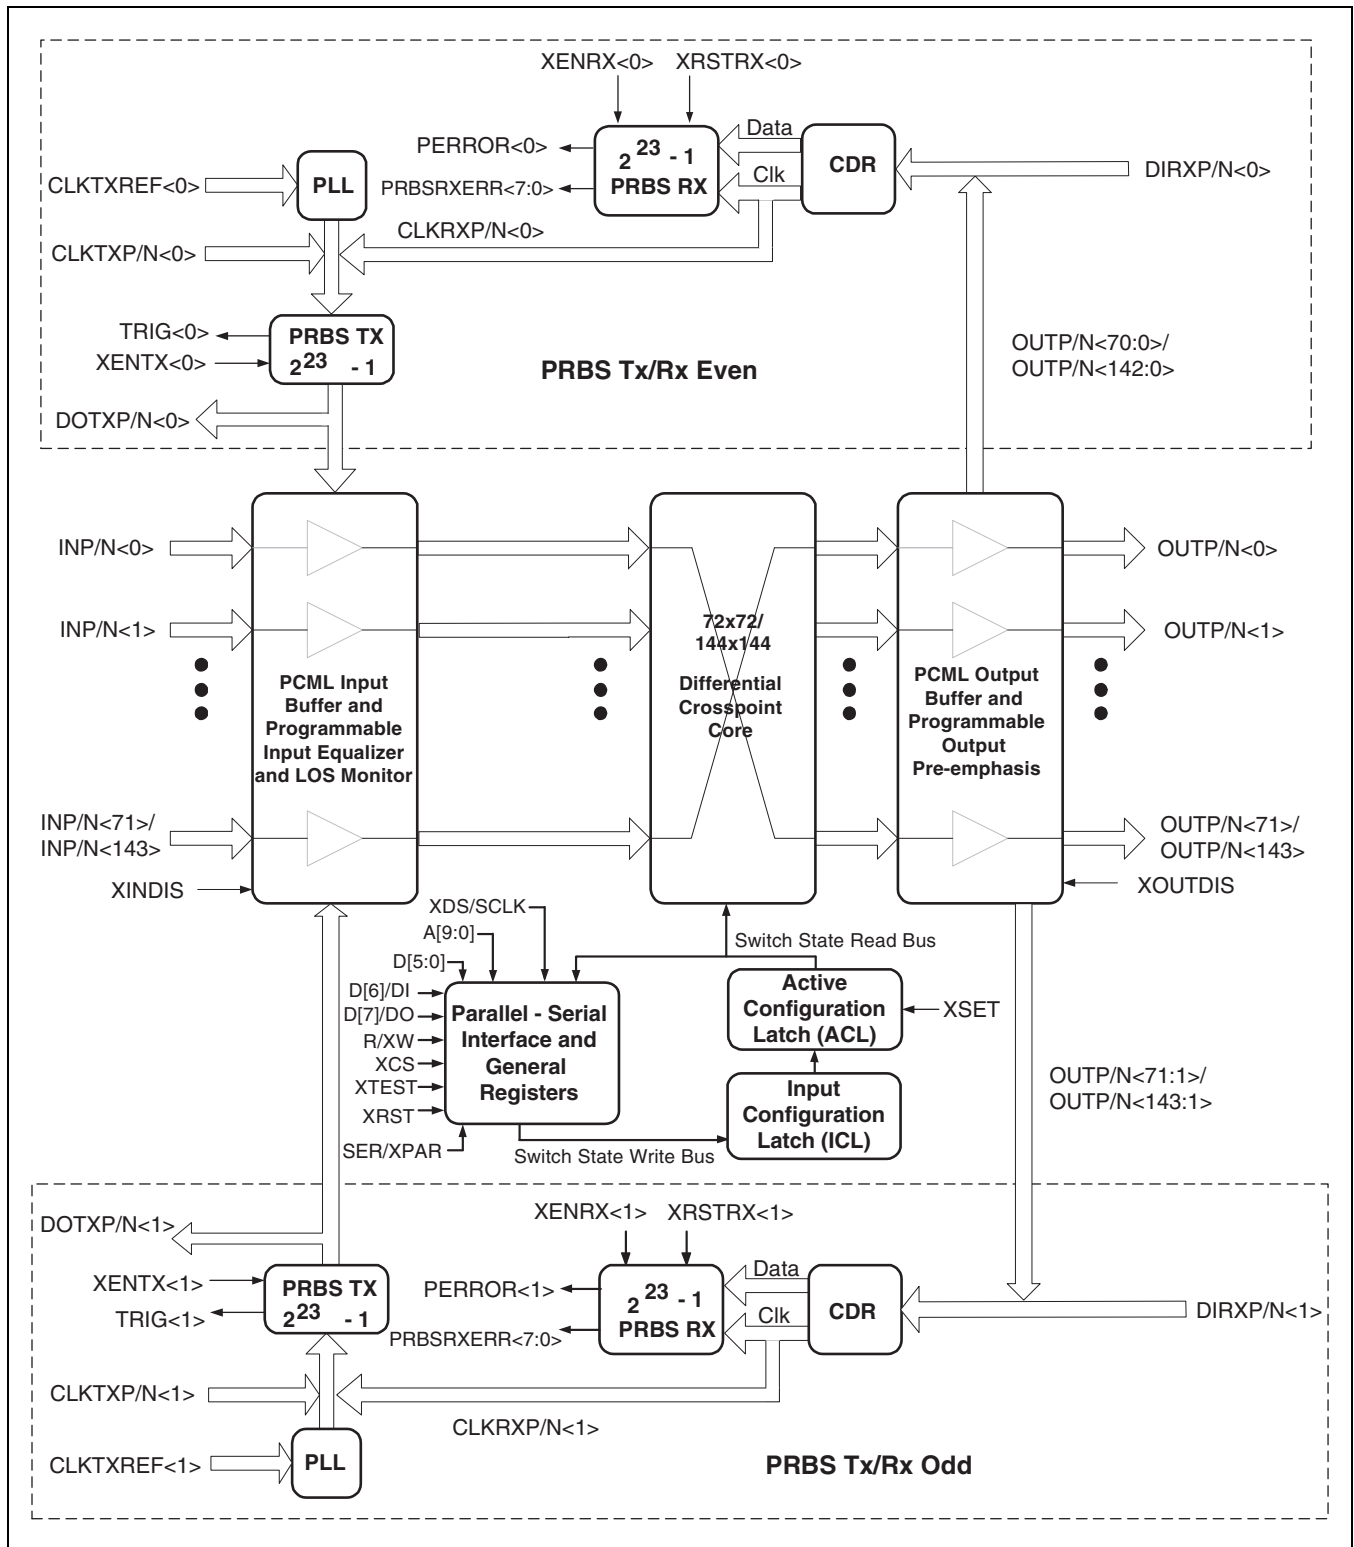 XENRX<0> XRSTRX<0>
PERROR<0>
PRBSRXERR<7:0>
2^23 - 1
PRBS RX
Data
Clk
CDR
DIRXP/N<0>
CLKTXREF<0>
PLL
CLKRXP/N<0>
CLKTXP/N<0>
TRIG<0>
XENTX<0>
PRBS TX
2^23 - 1
PRBS Tx/Rx Even
OUTP/N<70:0>/
OUTP/N<142:0>
DOTXP/N<0>
INP/N<0>
OUTP/N<0>
INP/N<1>
OUTP/N<1>
PCML Input
Buffer and
Programmable
Input Equalizer
and LOS Monitor
72x72/
144x144
Differential
Crosspoint
Core
PCML Output
Buffer and
Programmable
Output
Pre-emphasis
INP/N<71>/
INP/N<143>
OUTP/N<71>/
OUTP/N<143>
XINDIS
XOUTDIS
XDS/SCLK
A[9:0]
D[5:0]
D[6]/DI
D[7]/DO
R/XW
XCS
XTEST
XRST
SER/XPAR
Parallel - Serial
Interface and
General
Registers
Switch State Read Bus
Active
Configuration
Latch (ACL)
XSET
Input
Configuration
Latch (ICL)
Switch State Write Bus
OUTP/N<71:1>/
OUTP/N<143:1>
DOTXP/N<1>
XENRX<1> XRSTRX<1>
XENTX<1>
TRIG<1>
PRBS TX
2^23 - 1
PERROR<1>
PRBSRXERR<7:0>
2^23 - 1
PRBS RX
Data
Clk
CDR
DIRXP/N<1>
CLKTXP/N<1>
CLKRXP/N<1>
CLKTXREF<1>
PLL
PRBS Tx/Rx Odd